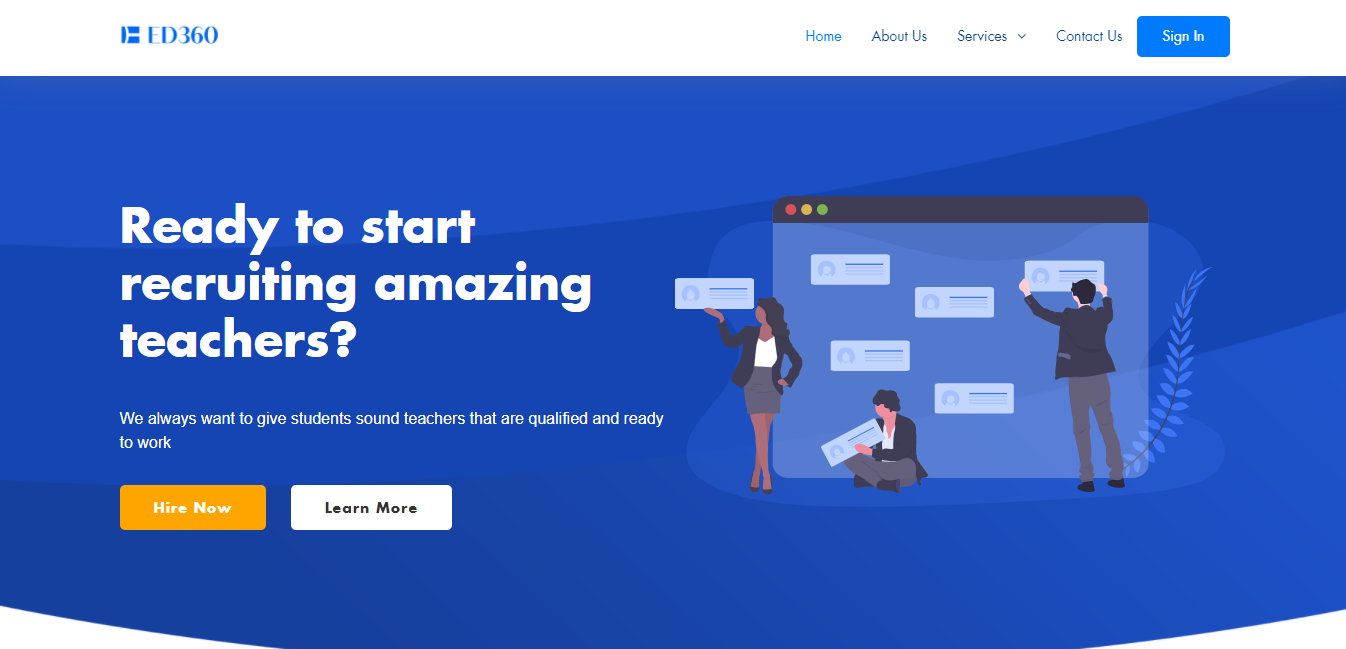 ED360
Home
About Us
Services
Contact Us
Sign In
Ready to start
recruiting amazing
teachers?
We always want to give students sound teachers that are qualified and ready
to work
Hire Now
Learn More